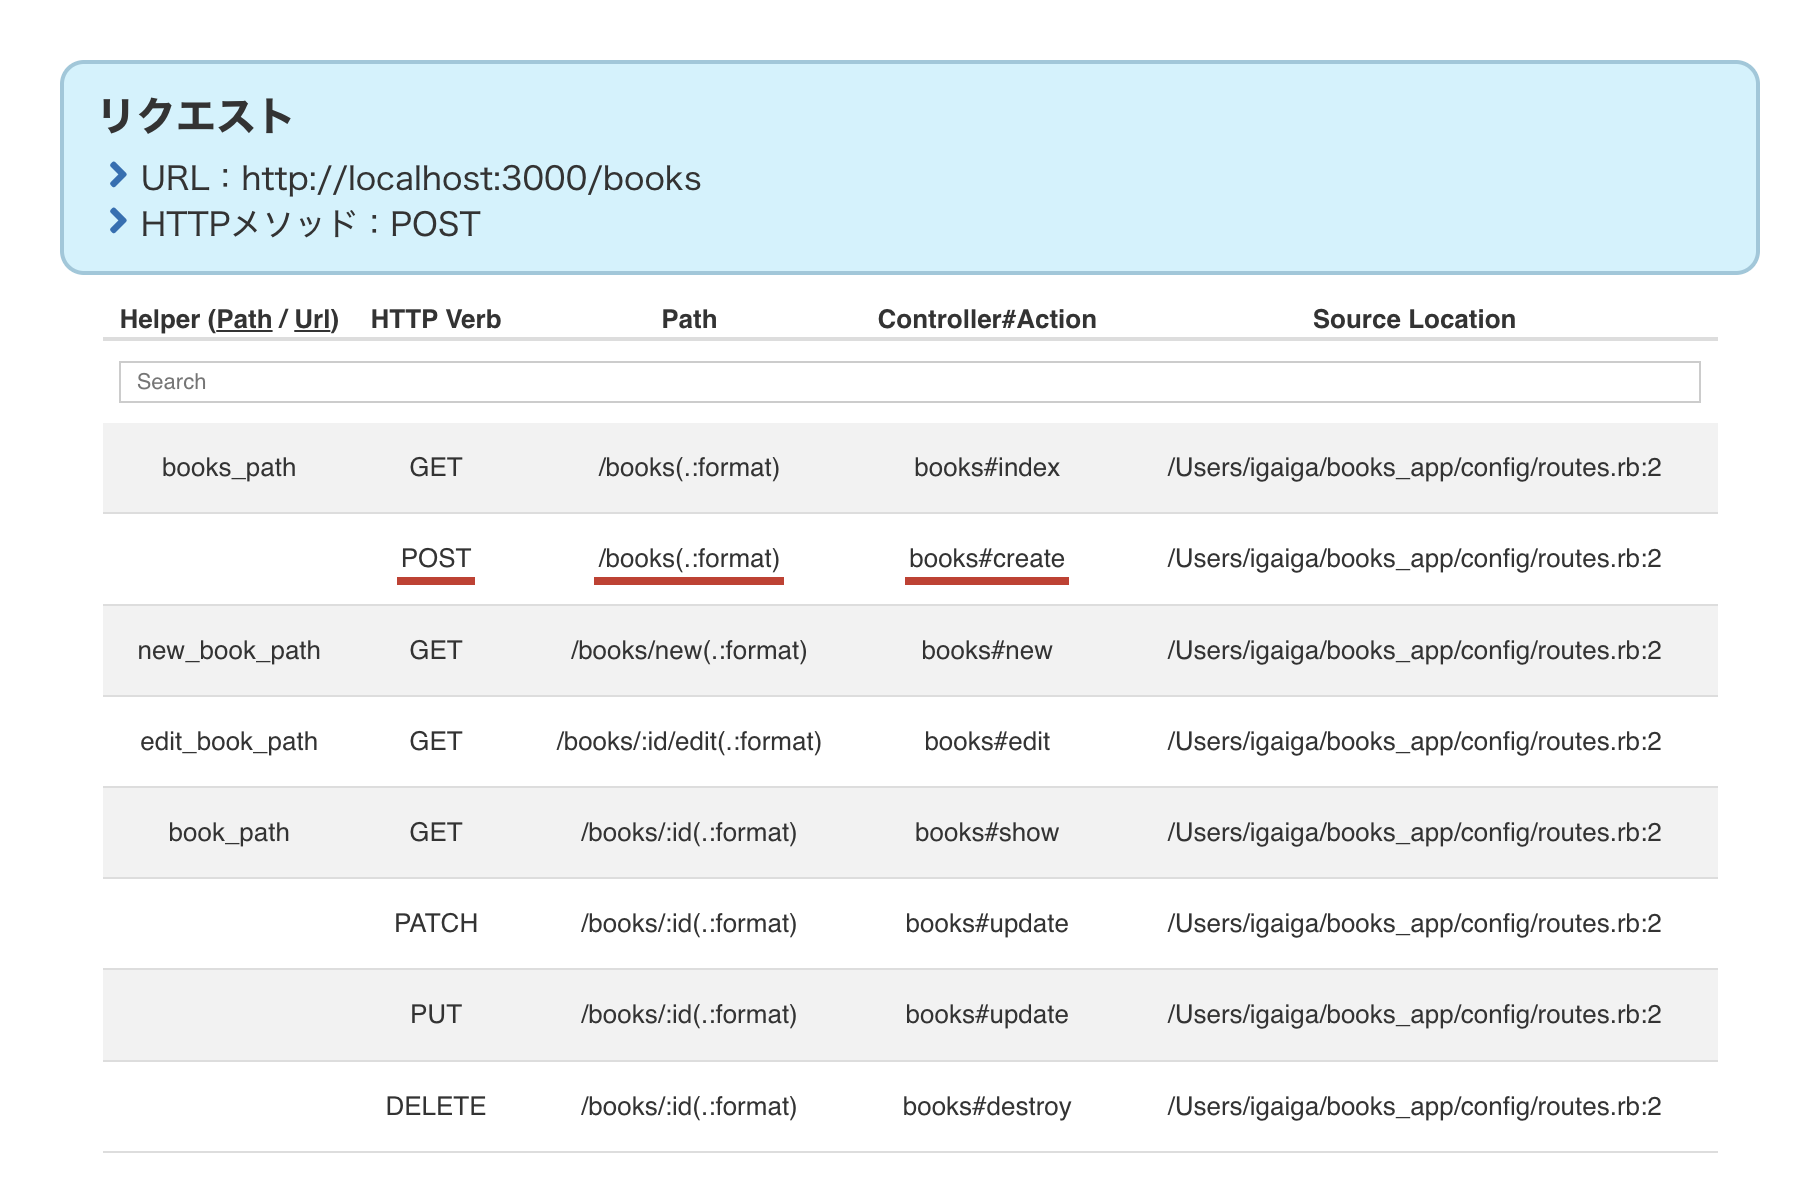 リクエスト
URL：http://localhost:3000/books
HTTPメソッド：POST
Helper (Path / Url) HTTP Verb Path Controller#Action Source Location
Search
books_path GET /books(.:format) books#index /Users/igaiga/books_app/config/routes.rb:2
POST /books(.:format) books#create /Users/igaiga/books_app/config/routes.rb:2
new_book_path GET /books/new(.:format) books#new /Users/igaiga/books_app/config/routes.rb:2
edit_book_path GET /books/:id/edit(.:format) books#edit /Users/igaiga/books_app/config/routes.rb:2
book_path GET /books/:id(.:format) books#show /Users/igaiga/books_app/config/routes.rb:2
PATCH /books/:id(.:format) books#update /Users/igaiga/books_app/config/routes.rb:2
PUT /books/:id(.:format) books#update /Users/igaiga/books_app/config/routes.rb:2
DELETE /books/:id(.:format) books#destroy /Users/igaiga/books_app/config/routes.rb:2